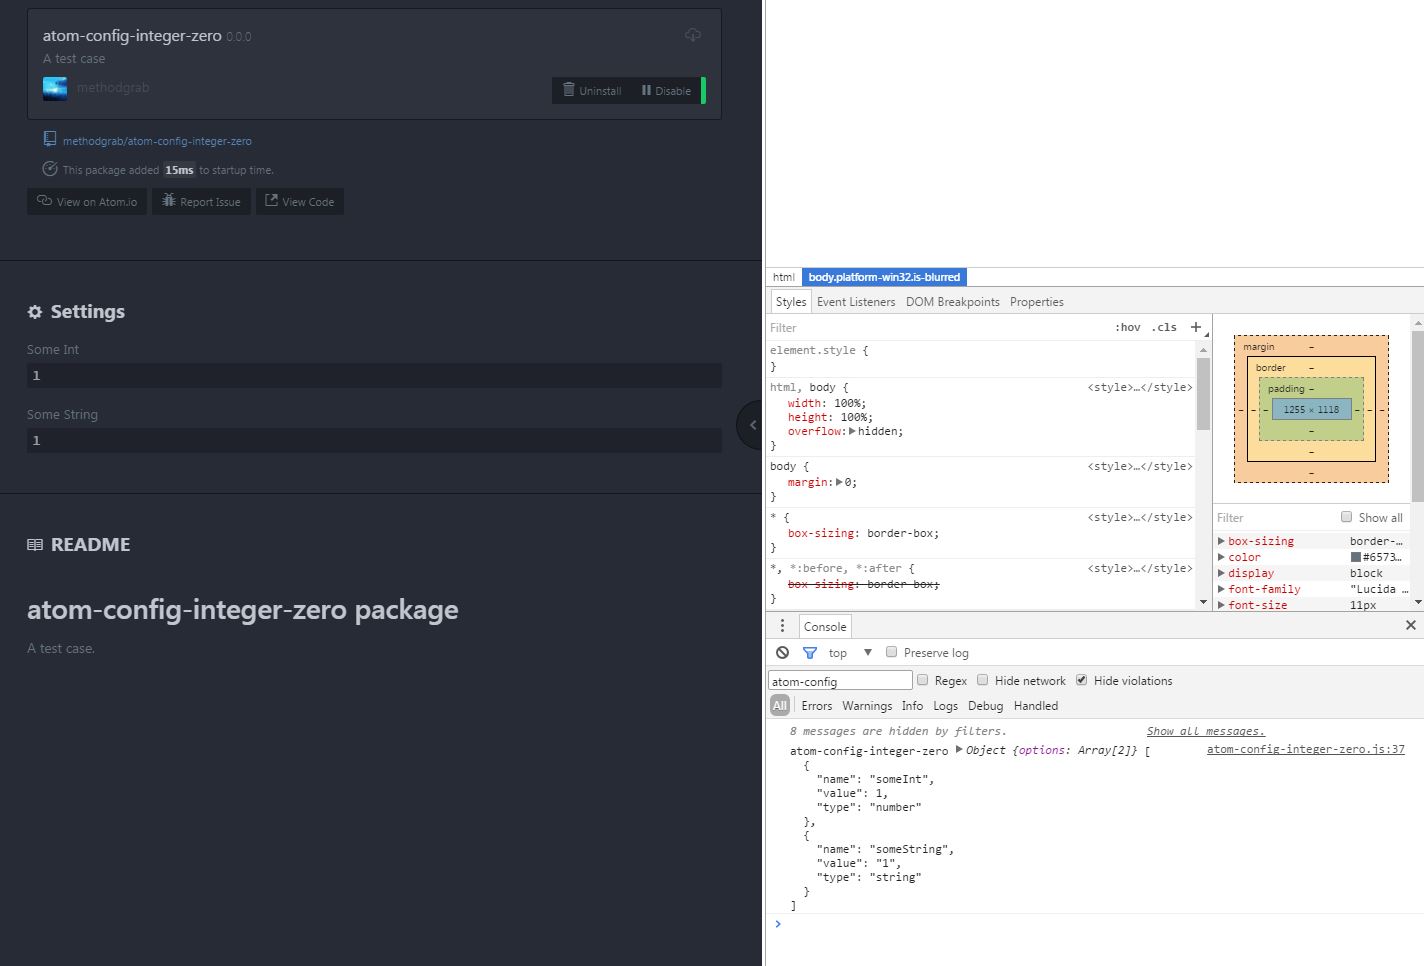 atom-config-integer-zero 0.0.0
A test case
methodgrab
Uninstall
Disable
methodgrab/atom-config-integer-zero
This package added 15ms to startup time.
View on Atom.io
Report Issue
View Code
Settings
Some Int
1
Some String
1
README
atom-config-integer-zero package
A test case.
html body.platform-win32.is-blurred
Styles Event Listeners DOM Breakpoints Properties
Filter :hov .cls +
element.style {
}
html, body { <style>…</style>
width: 100%;
height: 100%;
overflow:▶hidden;
}
body { <style>…</style>
margin:▶0;
}
* { <style>…</style>
box-sizing: border-box;
}
*, *:before, *:after { <style>…</style>
box-sizing: border-box;
}
margin –
border –
padding –
– – – 1255 × 1118 – – –
–
–
–
Filter Show all
box-sizing border-…
color #6573…
display block
font-family "Lucida …
font-size 11px
Console
top Preserve log
atom-config Regex Hide network Hide violations
All Errors Warnings Info Logs Debug Handled
8 messages are hidden by filters. Show all messages.
atom-config-integer-zero ▶Object {options: Array[2]} [ atom-config-integer-zero.js:37
{
"name": "someInt",
"value": 1,
"type": "number"
},
{
"name": "someString",
"value": "1",
"type": "string"
}
]